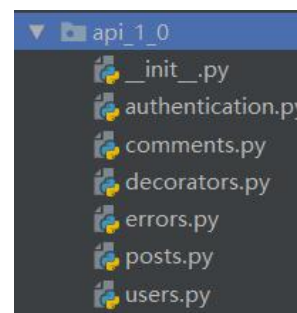 api_1_0
__init__.py
authentication.py
comments.py
decorators.py
errors.py
posts.py
users.py